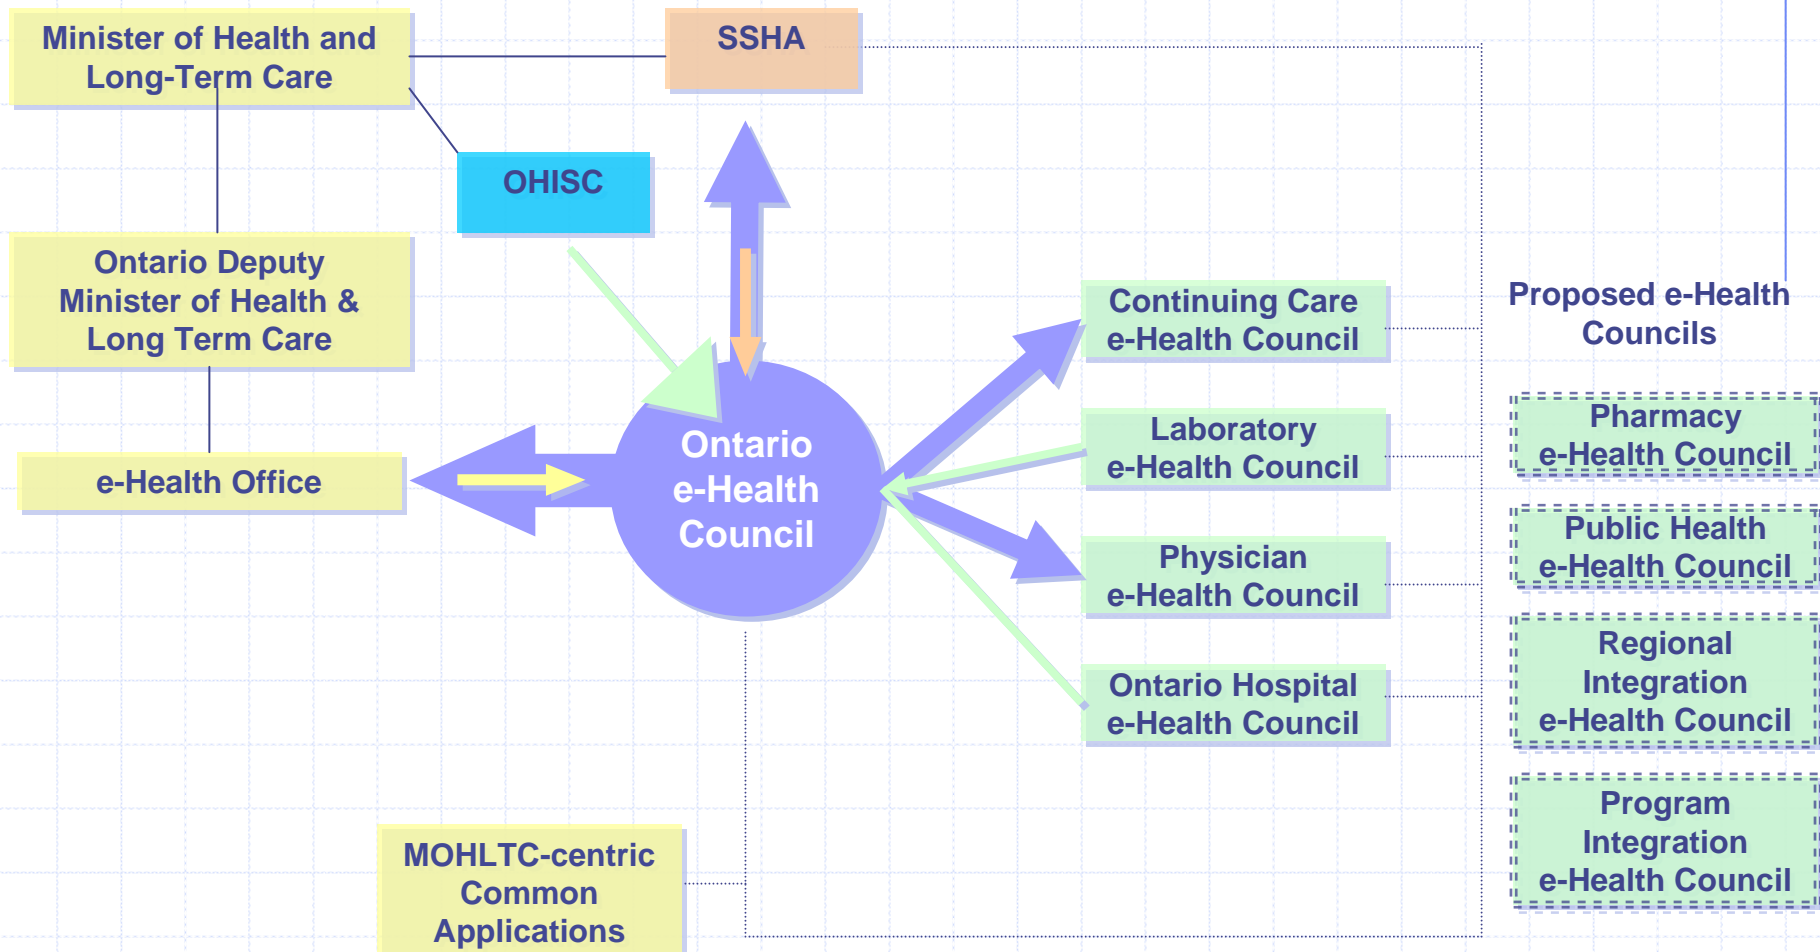 Minister of Health and
Long-Term Care
SSHA
OHISC
Ontario Deputy
Minister of Health &
Long Term Care
e-Health Office
Ontario
e-Health
Council
Continuing Care
e-Health Council
Laboratory
e-Health Council
Physician
e-Health Council
Ontario Hospital
e-Health Council
Proposed e-Health
Councils
Pharmacy
e-Health Council
Public Health
e-Health Council
Regional
Integration
e-Health Council
Program
Integration
e-Health Council
MOHLTC-centric
Common
Applications